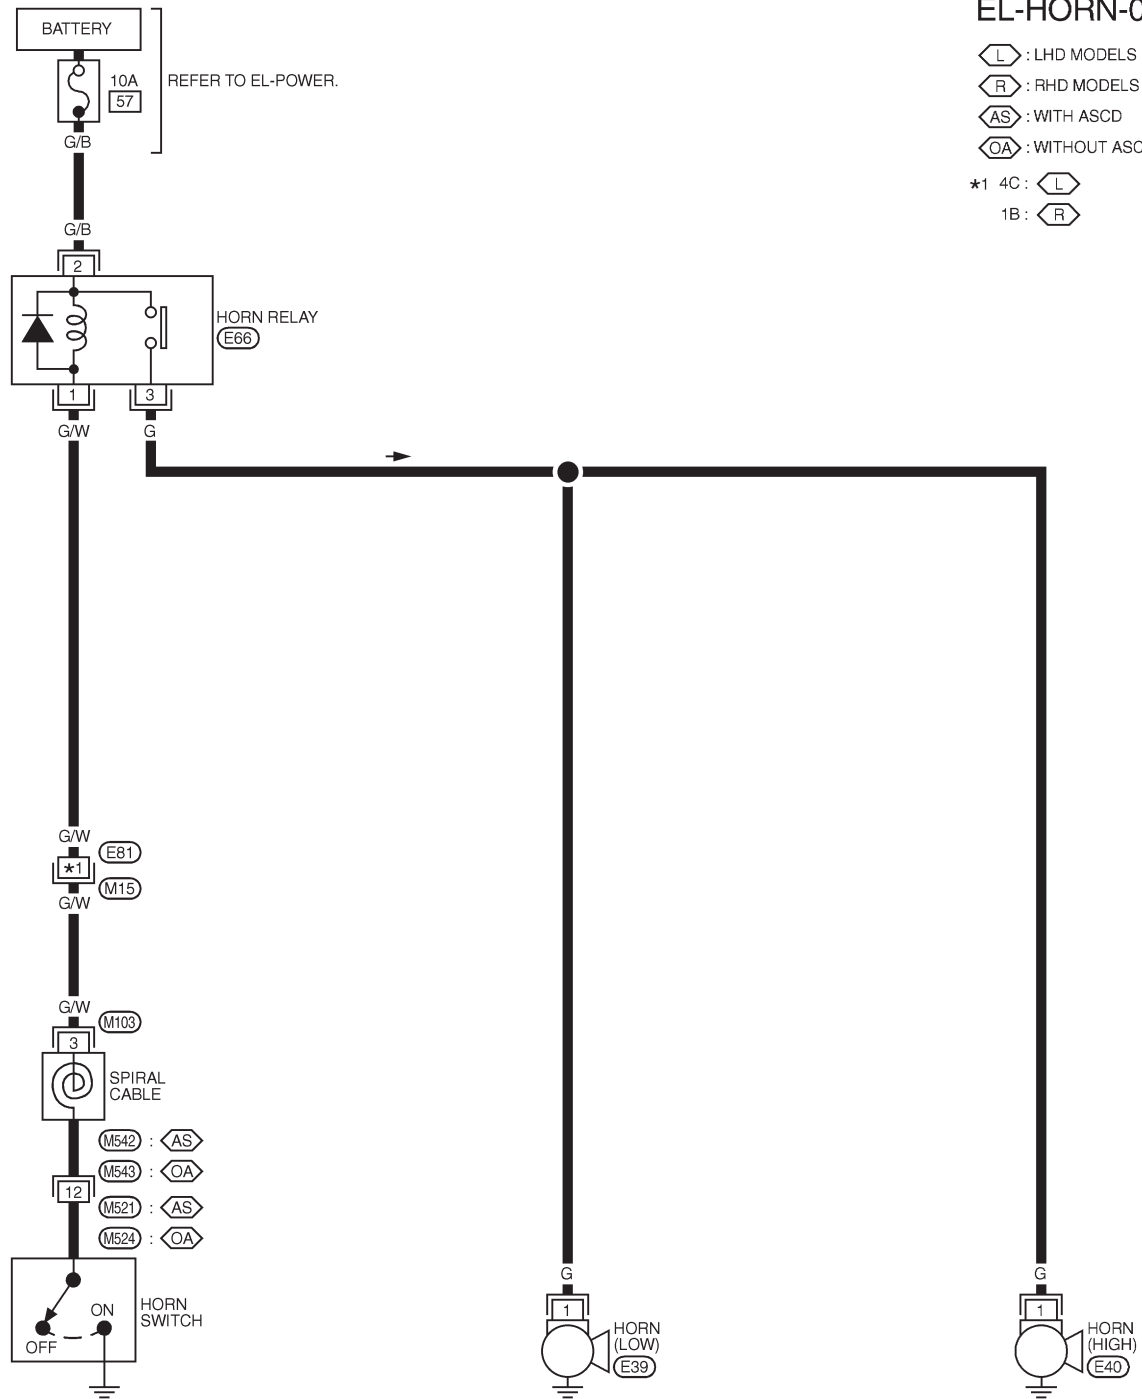 EL-HORN-0
BATTERY
10A
57
REFER TO EL-POWER.
G/B
G/B
2
L : LHD MODELS
R : RHD MODELS
AS : WITH ASCD
OA : WITHOUT ASC
*1 4C : L
1B : R
HORN RELAY
E66
1
3
G/W
G
G/W
E81
*1
M15
G/W
G/W
M103
3
SPIRAL
CABLE
M542 : AS
M543 : OA
12
M521 : AS
M524 : OA
ON
OFF
HORN
SWITCH
G
1
HORN
(LOW)
E39
G
1
HORN
(HIGH)
E40